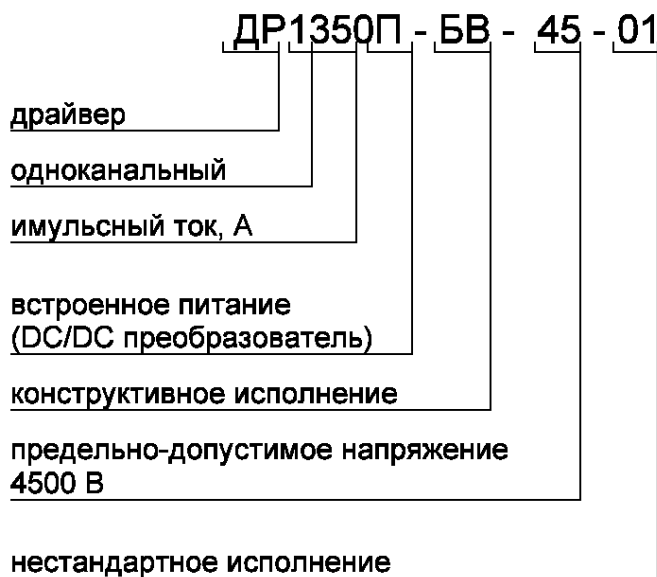 ДР1350П - БВ - 45 - 01
драйвер
одноканальный
имульсный ток, А
встроенное питание
(DC/DC преобразователь)
конструктивное исполнение
предельно-допустимое напряжение
4500 В
нестандартное исполнение